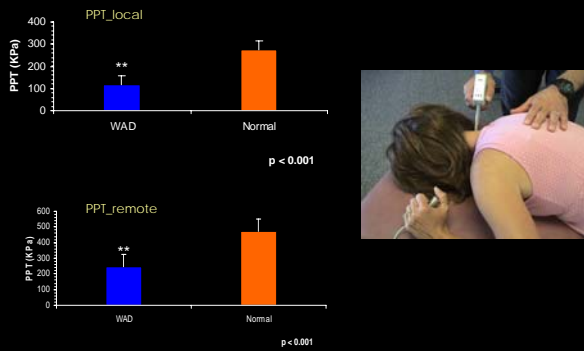 PPT_local
PPT (KPa)
400
300
200
100
0
**
WAD
Normal
p < 0.001
PPT_remote
PPT (KPa)
600
500
400
300
200
100
0
**
WAD
Normal
p < 0.001